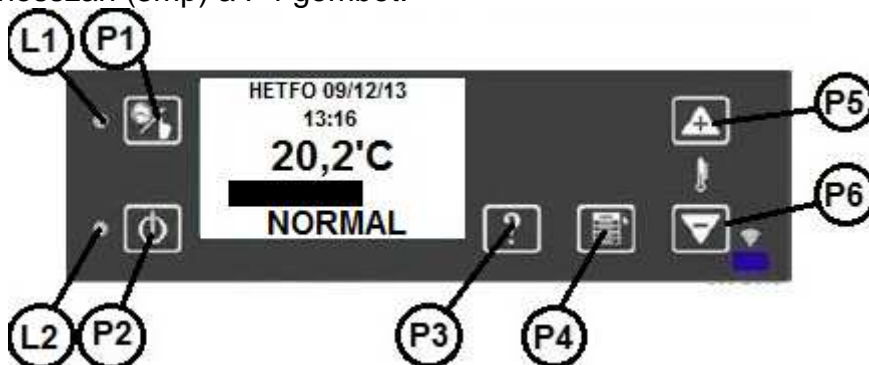 L1 P1
HETFO 09/12/13
13:16
20,2'C
NORMAL
P5
P6
?
L2 P2 P3 P4